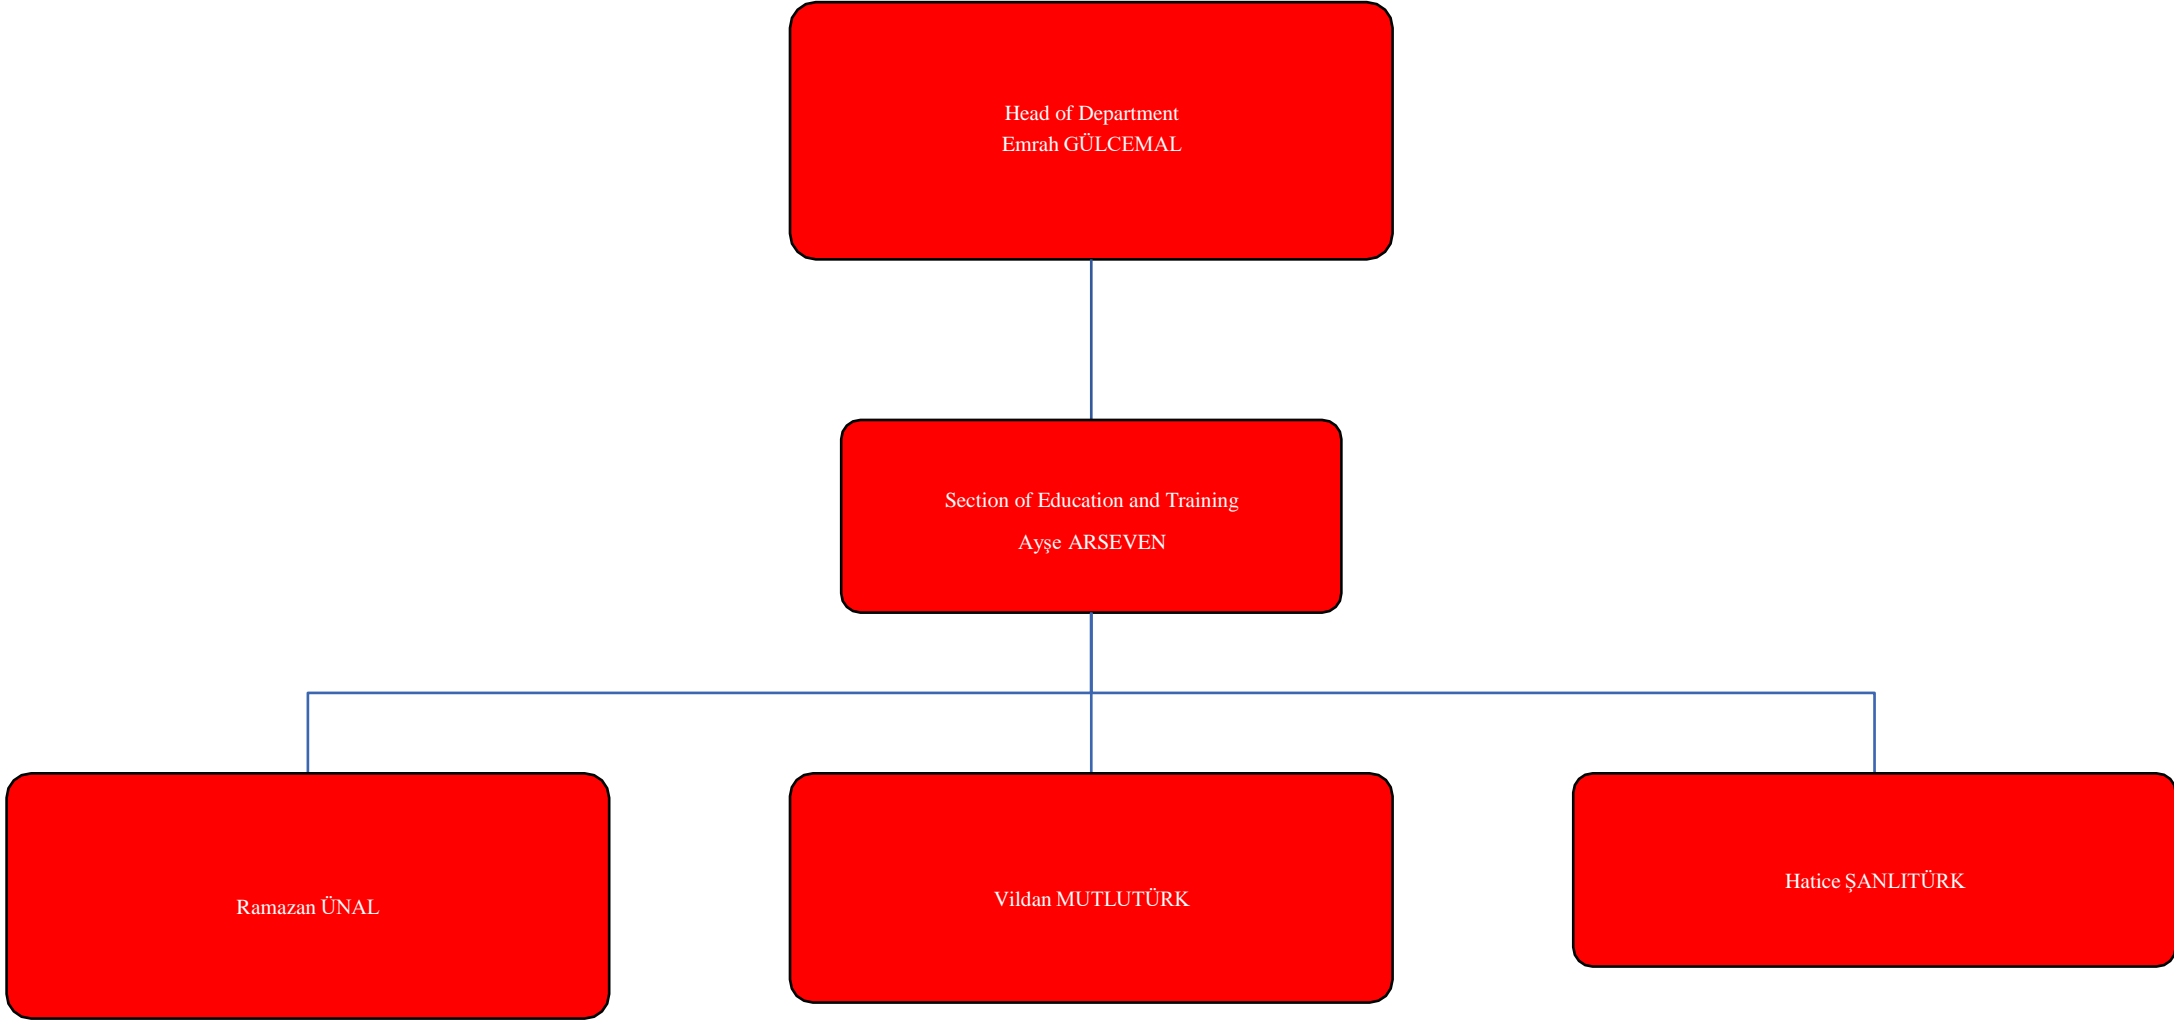 Head of Department
Emrah GÜLCEMAL
Section of Education and Training
Ayşe ARSEVEN
Ramazan ÜNAL
Vildan MUTLUTÜRK
Hatice ŞANLITÜRK